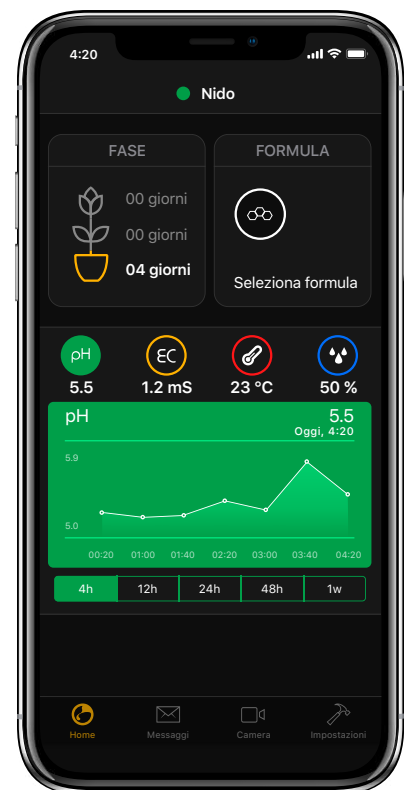 4:20
Nido
FASE
FORMULA
00 giorni
00 giorni
04 giorni
Seleziona formula
pH
EC
5.5
1.2 mS
23 °C
50 %
pH
5.5
Oggi, 4:20
5.9
5.0
00:20 01:00 01:40 02:20 03:00 03:40 04:20
4h 12h 24h 48h 1w
Home Messaggi Camera Impostazioni